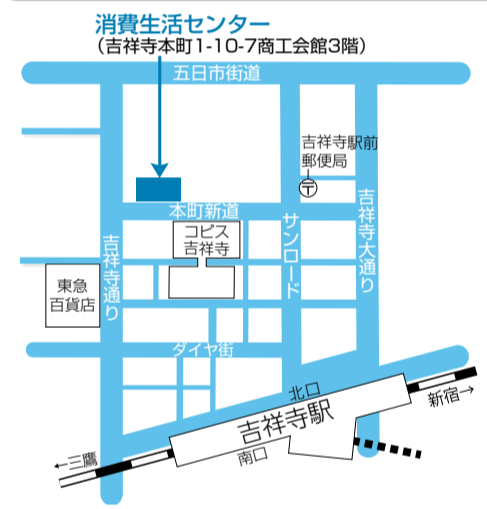 消費生活センター
(吉祥寺本町1-10-7商工会館3階)
五日市街道
吉祥寺駅前
郵便局
〒
本町新道
コピス
吉祥寺
吉祥寺通り
サンロード
吉祥寺大通り
東急
百貨店
ダイヤ街
北口
吉祥寺駅
南口
新宿→
←三鷹